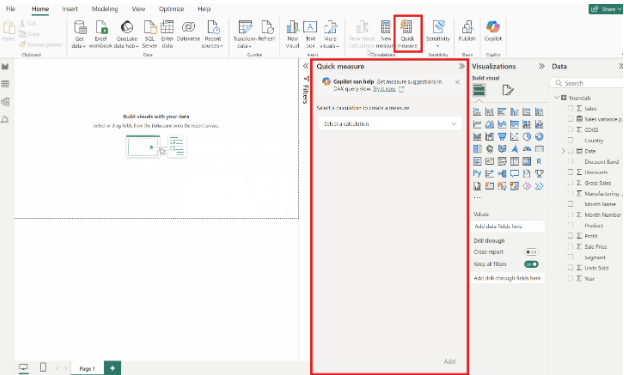 File Home Insert Modeling View Optimize Help
Share
Paste
Cut
Copy
Format painter
Get data
Excel workbook
OneLake data hub
SQL Server
Enter data
Dataverse
Recent sources
Transform data
Refresh
New visual
Text box
More visuals
New visual calculation
New measure
Quick measure
Sensitivity
Publish
Copilot
Clipboard
Data
Queries
Insert
Calculations
Sensitivity
Share
Copilot
Build visuals with your data
Select or drag fields from the Data pane onto the report canvas.
Filters
Quick measure
Copilot can help Get measure suggestions in
DAX query view. Try it now
Select a calculation to create a measure
Select a calculation
Add
Visualizations
Build visual
Values
Add data fields here
Drill through
Cross-report
Keep all filters
Add drill-through fields here
Data
Search
financials
Sales
Sales variance p
COGS
Country
Date
Discount Band
Discounts
Gross Sales
Manufacturing ...
Month Name
Month Number
Product
Profit
Sale Price
Segment
Units Sold
Year
Page 1